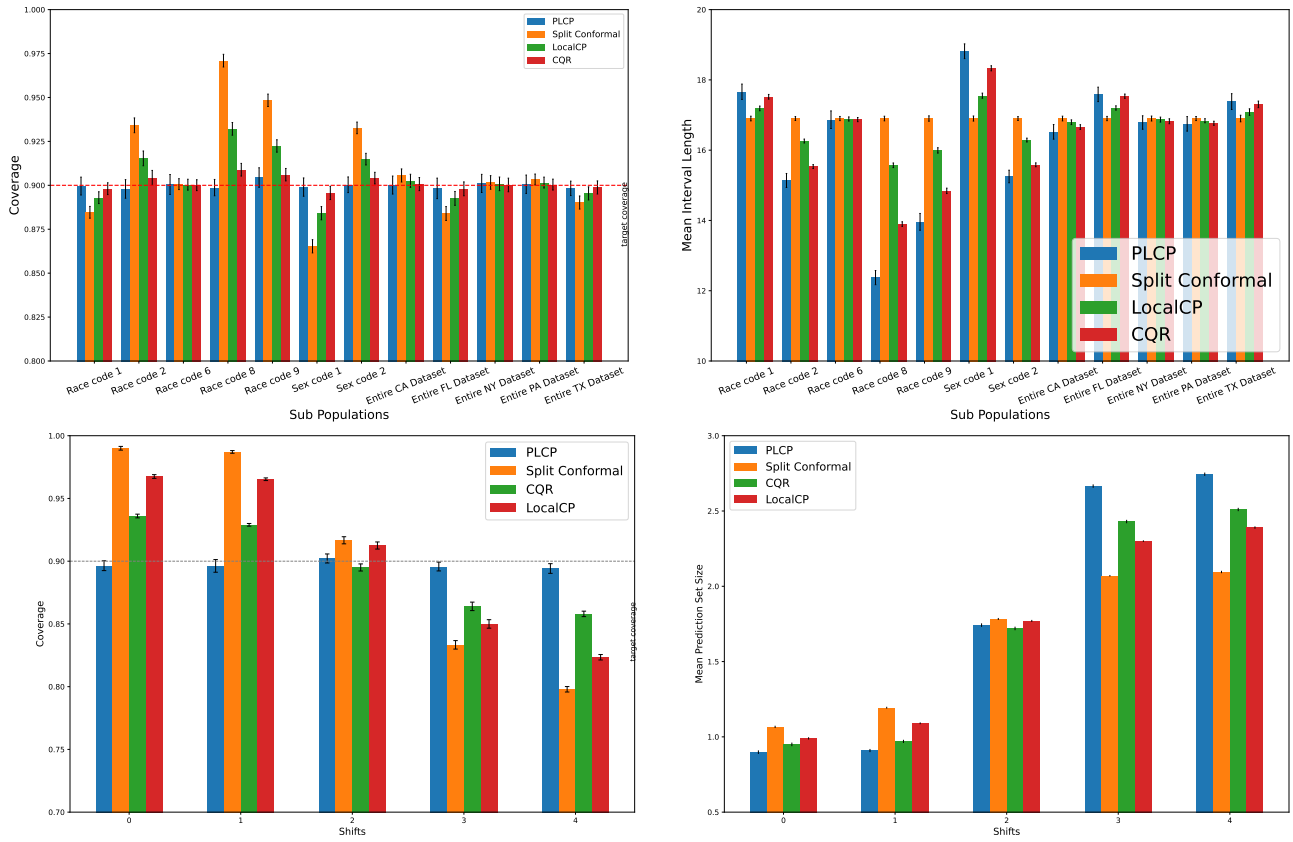 1.000
0.975
0.950
0.925
0.900
0.875
0.850
0.825
0.800
Coverage
PLCP
Split Conformal
LocalCP
CQR
target coverage
Race code 1
Race code 2
Race code 6
Race code 8
Race code 9
Sex code 1
Sex code 2
Entire CA Dataset
Entire FL Dataset
Entire NY Dataset
Entire PA Dataset
Entire TX Dataset
Sub Populations
20
18
16
14
12
10
Mean Interval Length
PLCP
Split Conformal
LocalCP
CQR
Race code 1
Race code 2
Race code 6
Race code 8
Race code 9
Sex code 1
Sex code 2
Entire CA Dataset
Entire FL Dataset
Entire NY Dataset
Entire PA Dataset
Entire TX Dataset
Sub Populations
1.00
0.95
0.90
0.85
0.80
0.75
0.70
Coverage
PLCP
Split Conformal
CQR
LocalCP
target coverage
0 1 2 3 4
Shifts
3.0
2.5
2.0
1.5
1.0
0.5
Mean Prediction Set Size
PLCP
Split Conformal
CQR
LocalCP
0 1 2 3 4
Shifts